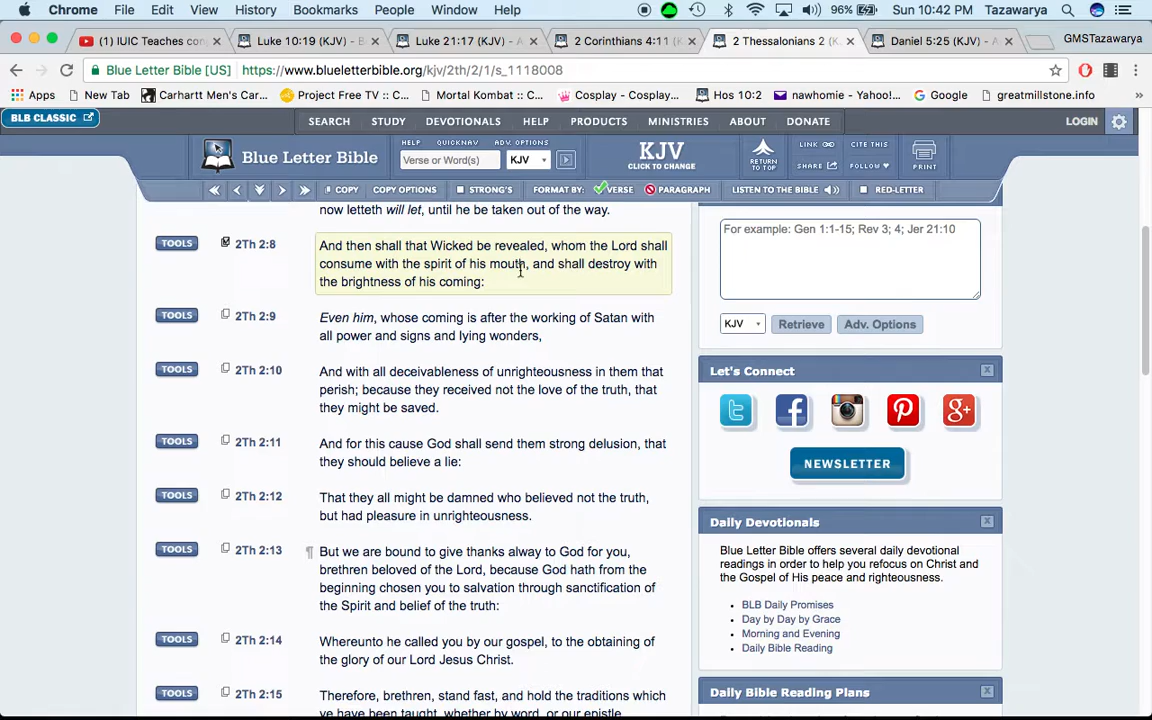 Chrome File Edit View History Bookmarks People Window Help 96% Sun 10:42 PM Tazawarya
(1) IUIC Teaches con Luke 10:19 (KJV) - B Luke 21:17 (KJV) - A 2 Corinthians 4:11 ( 2 Thessalonians 2 (K Daniel 5:25 (KJV) - A GMSTazawarya
Blue Letter Bible [US] https://www.blueletterbible.org/kjv/2th/2/1/s_1118008
Apps New Tab Carhartt Men's Car... Project Free TV :: C... Mortal Kombat :: C... Cosplay - Cosplay... Hos 10:2 nawhomie - Yahoo!... Google greatmillstone.info »
BLB CLASSIC SEARCH STUDY DEVOTIONALS HELP PRODUCTS MINISTRIES ABOUT DONATE LOGIN
Blue Letter Bible
HELP QUICKNAV ADV. OPTIONS
Verse or Word(s) KJV
KJV
CLICK TO CHANGE
RETURN
TO TOP
LINK CITE THIS
SHARE FOLLOW
PRINT
COPY COPY OPTIONS STRONG'S FORMAT BY: VERSE PARAGRAPH LISTEN TO THE BIBLE RED-LETTER
now letteth will let, until he be taken out of the way.
TOOLS 2Th 2:8 And then shall that Wicked be revealed, whom the Lord shall
consume with the spirit of his mouth, and shall destroy with
the brightness of his coming:
TOOLS 2Th 2:9 Even him, whose coming is after the working of Satan with
all power and signs and lying wonders,
TOOLS 2Th 2:10 And with all deceivableness of unrighteousness in them that
perish; because they received not the love of the truth, that
they might be saved.
TOOLS 2Th 2:11 And for this cause God shall send them strong delusion, that
they should believe a lie:
TOOLS 2Th 2:12 That they all might be damned who believed not the truth,
but had pleasure in unrighteousness.
TOOLS 2Th 2:13 ¶ But we are bound to give thanks alway to God for you,
brethren beloved of the Lord, because God hath from the
beginning chosen you to salvation through sanctification of
the Spirit and belief of the truth:
TOOLS 2Th 2:14 Whereunto he called you by our gospel, to the obtaining of
the glory of our Lord Jesus Christ.
TOOLS 2Th 2:15 Therefore, brethren, stand fast, and hold the traditions which
ye have been taught, whether by word, or our epistle.
For example: Gen 1:1-15; Rev 3; 4; Jer 21:10
KJV Retrieve Adv. Options
Let's Connect
NEWSLETTER
Daily Devotionals
Blue Letter Bible offers several daily devotional
readings in order to help you refocus on Christ and
the Gospel of His peace and righteousness.
• BLB Daily Promises
• Day by Day by Grace
• Morning and Evening
• Daily Bible Reading
Daily Bible Reading Plans